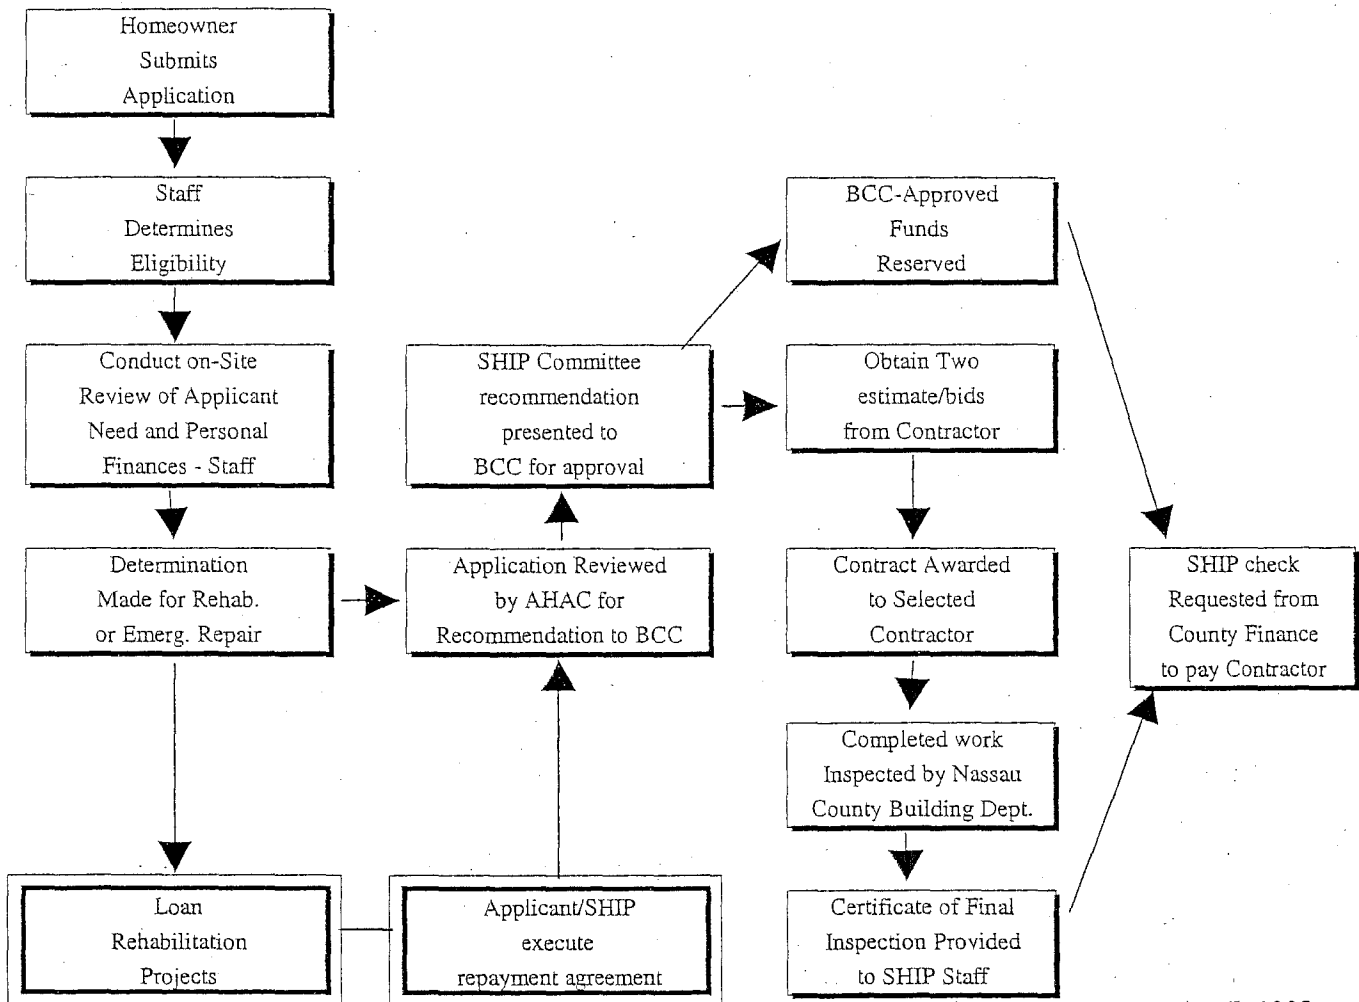 Homeowner
Submits
Application
Staff
Determines
Eligibility
Conduct on-Site
Review of Applicant
Need and Personal
Finances - Staff
Determination
Made for Rehab.
or Emerg. Repair
Loan
Rehabilitation
Projects
Applicant/SHIP
execute
repayment agreement
Application Reviewed
by AHAC for
Recommendation to BCC
SHIP Committee
recommendation
presented to
BCC for approval
BCC-Approved
Funds
Reserved
Obtain Two
estimate/bids
from Contractor
Contract Awarded
to Selected
Contractor
Completed work
Inspected by Nassau
County Building Dept.
Certificate of Final
Inspection Provided
to SHIP Staff
SHIP check
Requested from
County Finance
to pay Contractor